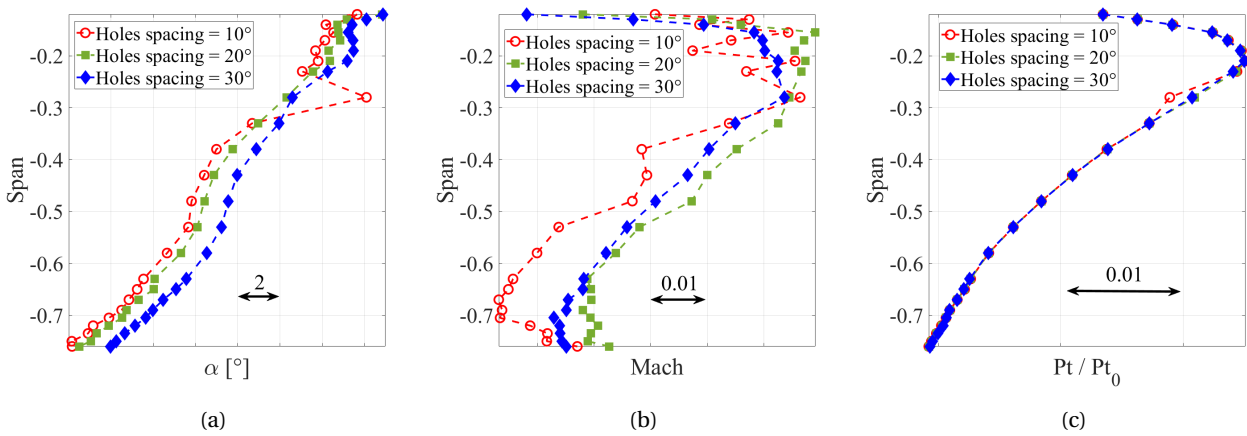 Span
-0.2
-0.3
-0.4
-0.5
-0.6
-0.7
Holes spacing = 10°
Holes spacing = 20°
Holes spacing = 30°
2
α [°]
(a)
Span
-0.2
-0.3
-0.4
-0.5
-0.6
-0.7
Holes spacing = 10°
Holes spacing = 20°
Holes spacing = 30°
0.01
Mach
(b)
Span
-0.2
-0.3
-0.4
-0.5
-0.6
-0.7
Holes spacing = 10°
Holes spacing = 20°
Holes spacing = 30°
0.01
Pt / Pt0
(c)